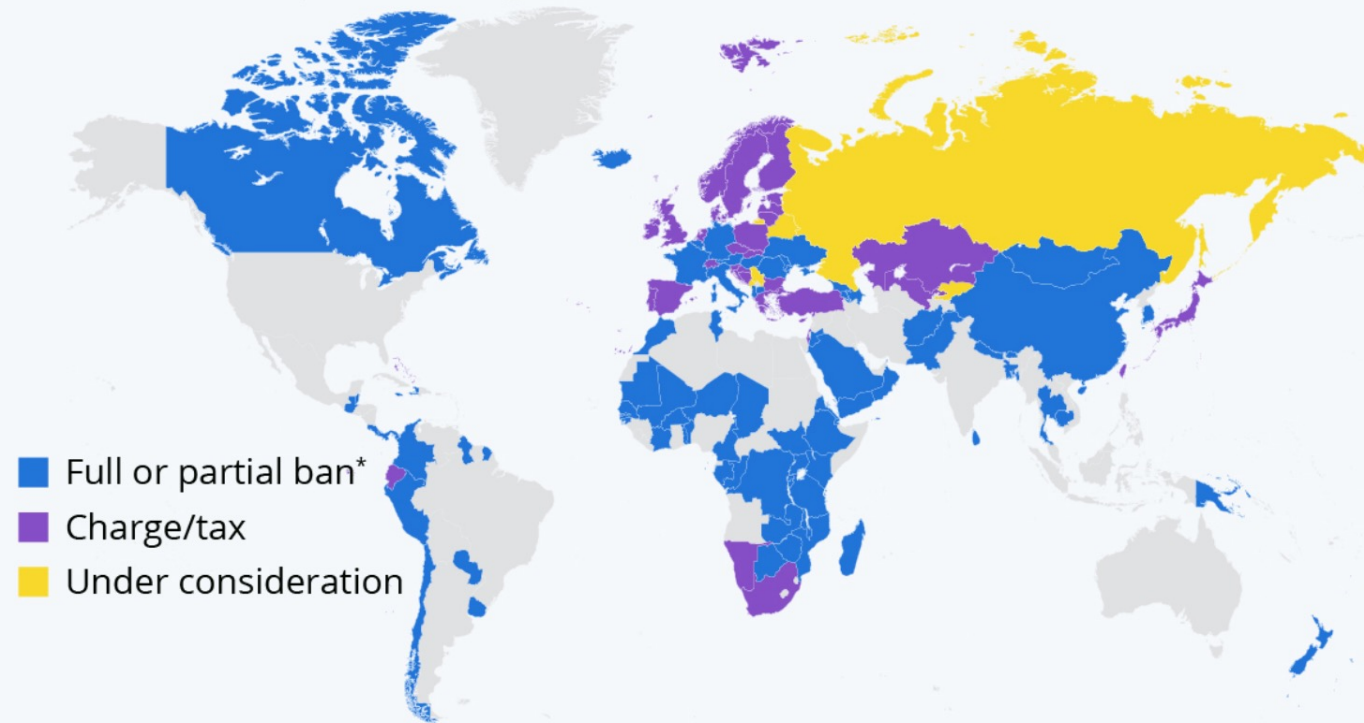 Full or partial ban*
Charge/tax
Under consideration